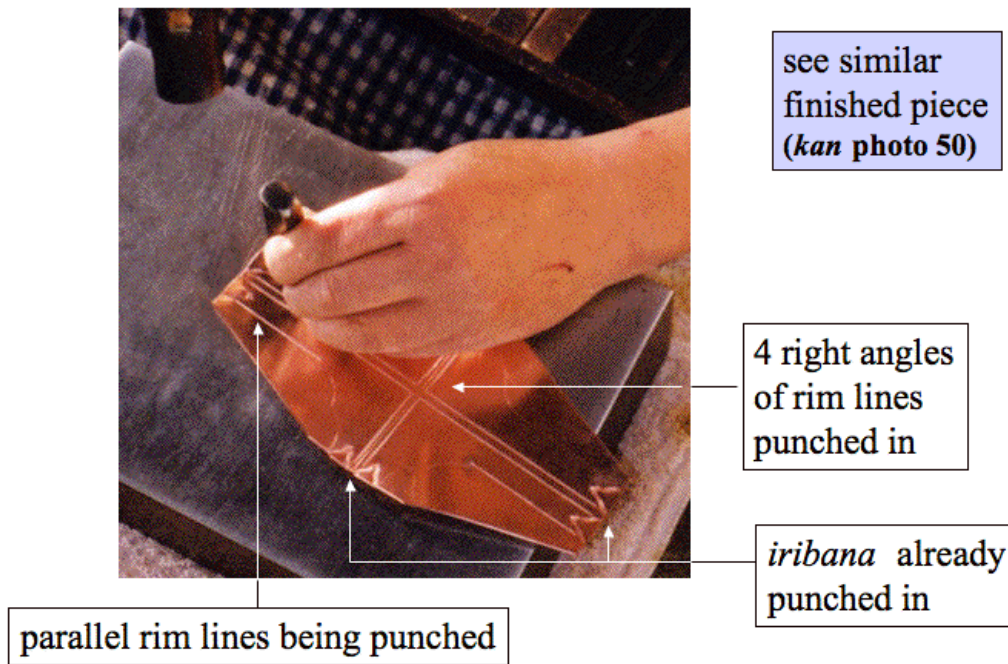 see similar
finished piece
(kan photo 50)
4 right angles
of rim lines
punched in
iribana already
punched in
parallel rim lines being punched